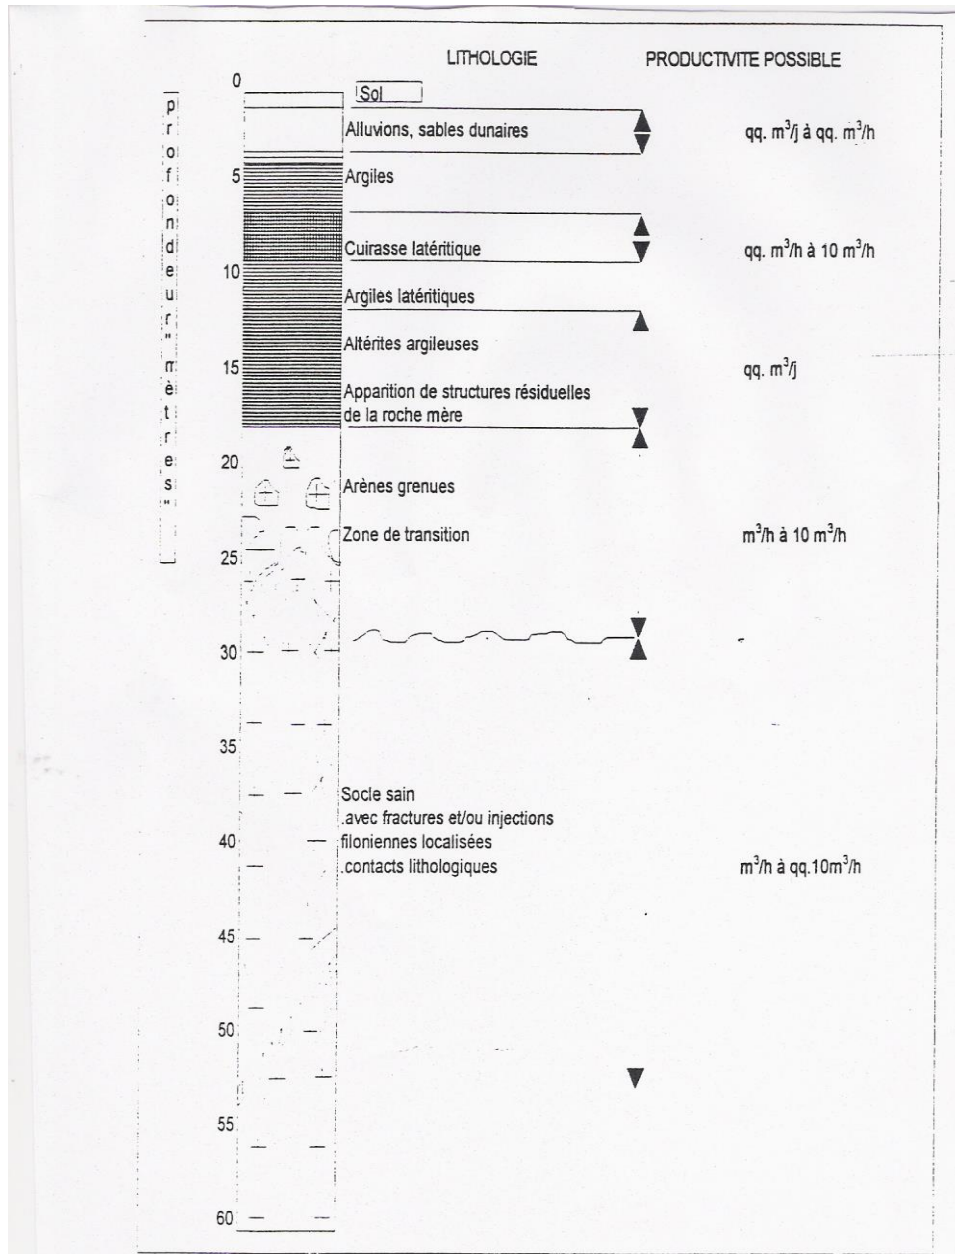 LITHOLOGIE PRODUCTIVITE POSSIBLE
profondeur "mètres"
0
Sol
Alluvions, sables dunaires qq. m³/j à qq. m³/h
5 Argiles
Cuirasse latéritique qq. m³/h à 10 m³/h
10
Argiles latéritiques
Altérites argileuses
15 qq. m³/j
Apparition de structures résiduelles
de la roche mère
20
Arènes grenues
Zone de transition m³/h à 10 m³/h
25
30
35
Socle sain
.avec fractures et/ou injections
40 filoniennes localisées
.contacts lithologiques m³/h à qq.10m³/h
45
50
55
60